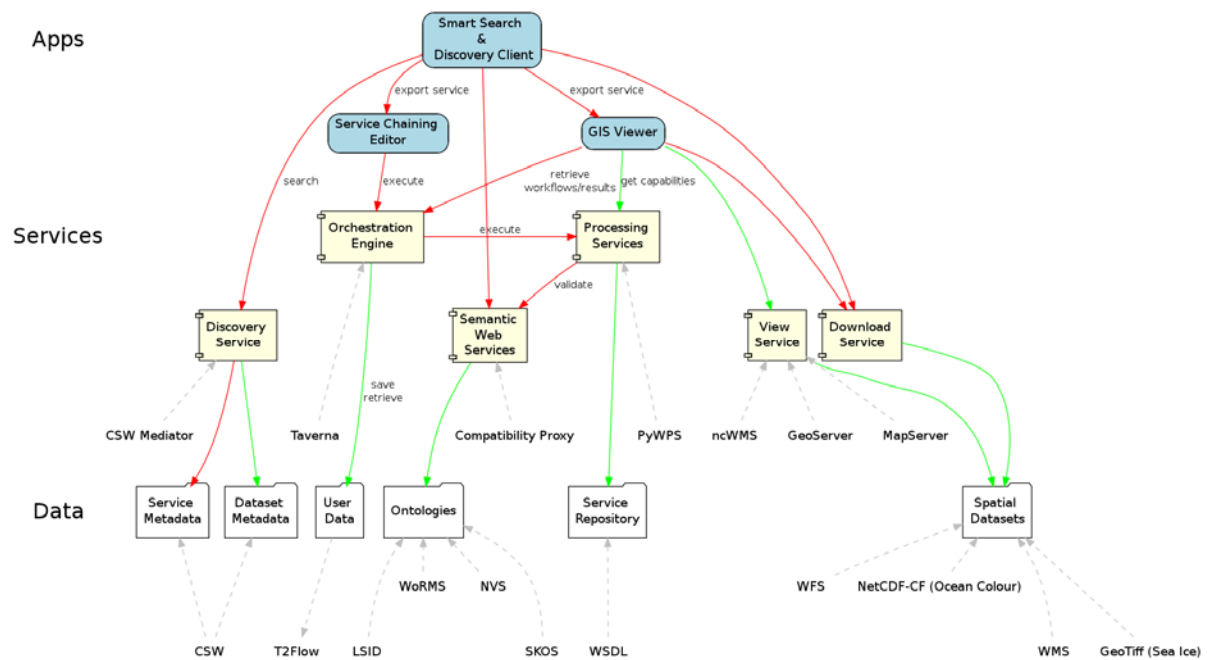 Apps
Smart Search
&
Discovery Client
export service
export service
Service Chaining
Editor
GIS Viewer
search
execute
retrieve
workflows/results
get capabilities
Services
Orchestration
Engine
execute
Processing
Services
validate
Discovery
Service
Semantic
Web
Services
View
Service
Download
Service
save
retrieve
CSW Mediator
Taverna
Compatibility Proxy
PyWPS
ncWMS
GeoServer
MapServer
Data
Service
Metadata
Dataset
Metadata
User
Data
Ontologies
Service
Repository
Spatial
Datasets
WoRMS
NVS
WFS
NetCDF-CF (Ocean Colour)
CSW
T2Flow
LSID
SKOS
WSDL
WMS
GeoTiff (Sea Ice)